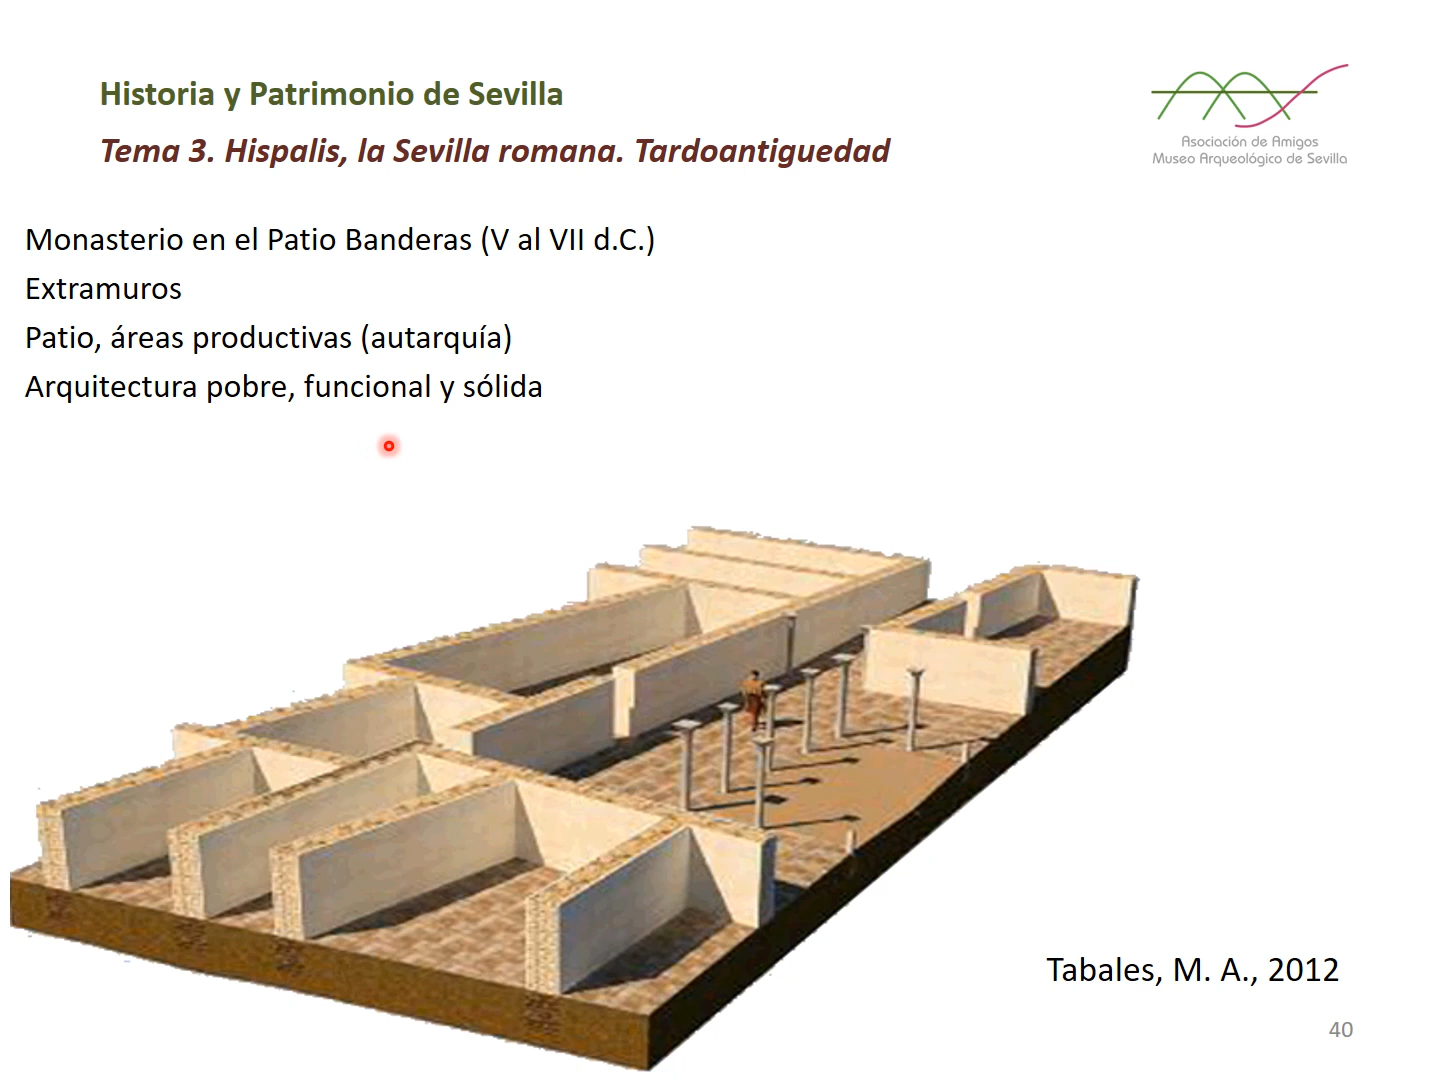 Historia y Patrimonio de Sevilla
Tema 3. Hispalis, la Sevilla romana. Tardoantiguedad
Asociación de Amigos
Museo Arqueológico de Sevilla
Monasterio en el Patio Banderas (V al VII d.C.)
Extramuros
Patio, áreas productivas (autarquía)
Arquitectura pobre, funcional y sólida
Tabales, M. A., 2012
40